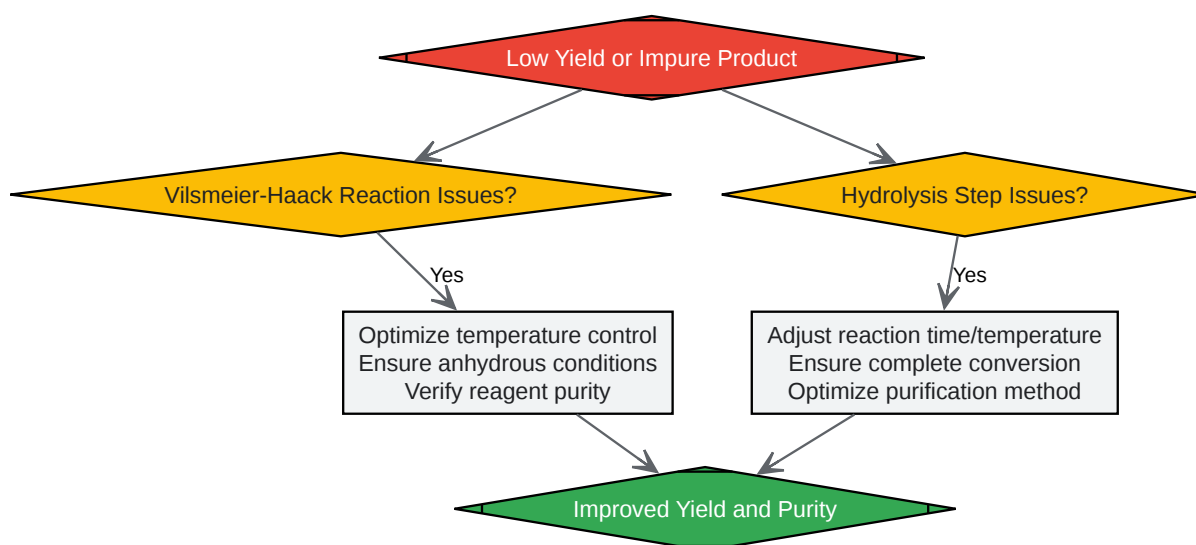 Low Yield or Impure Product
Vilsmeier-Haack Reaction Issues?
Hydrolysis Step Issues?
Yes
Yes
Optimize temperature control
Ensure anhydrous conditions
Verify reagent purity
Adjust reaction time/temperature
Ensure complete conversion
Optimize purification method
Improved Yield and Purity